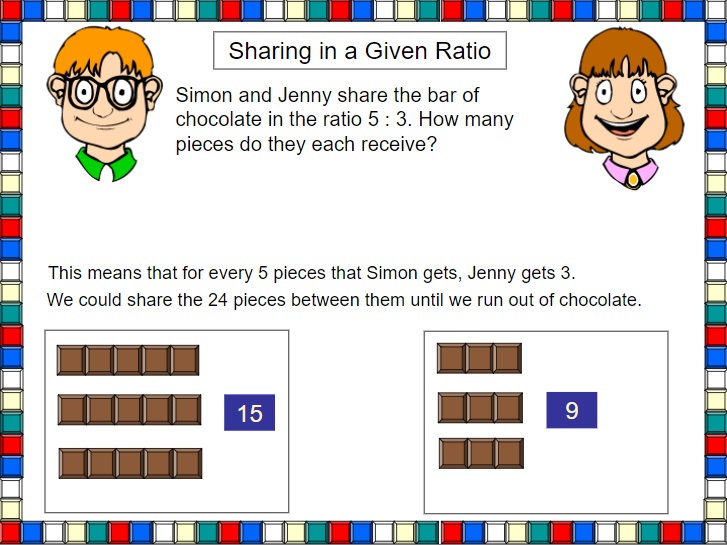 Sharing in a Given Ratio
Simon and Jenny share the bar of
chocolate in the ratio 5 : 3. How many
pieces do they each receive?
This means that for every 5 pieces that Simon gets, Jenny gets 3.
We could share the 24 pieces between them until we run out of chocolate.
15
9